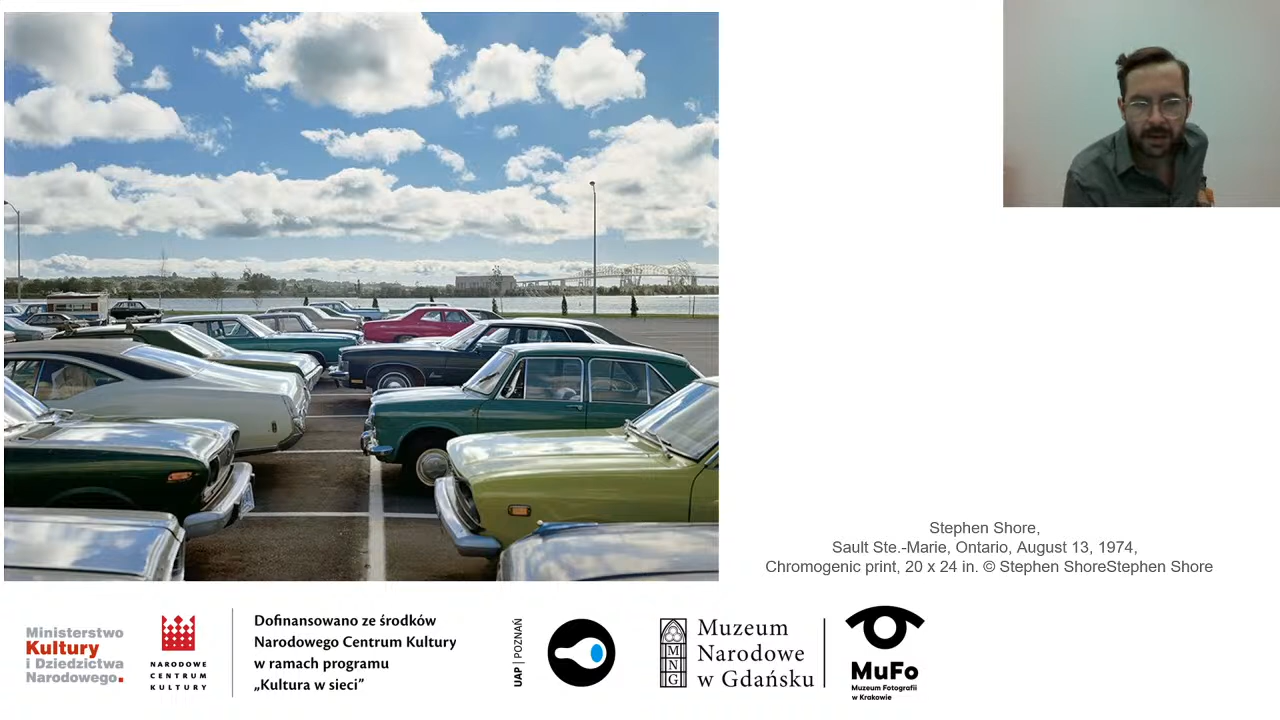 Stephen Shore,
Sault Ste.-Marie, Ontario, August 13, 1974,
Chromogenic print, 20 x 24 in. © Stephen ShoreStephen Shore
Ministerstwo
Kultury
i Dziedzictwa
Narodowego.
NARODOWE
CENTRUM
KULTURY
Dofinansowano ze środków
Narodowego Centrum Kultury
w ramach programu
„Kultura w sieci”
UAP | POZNAŃ
MNG
Muzeum
Narodowe
w Gdańsku
MuFo
Muzeum Fotografii
w Krakowie